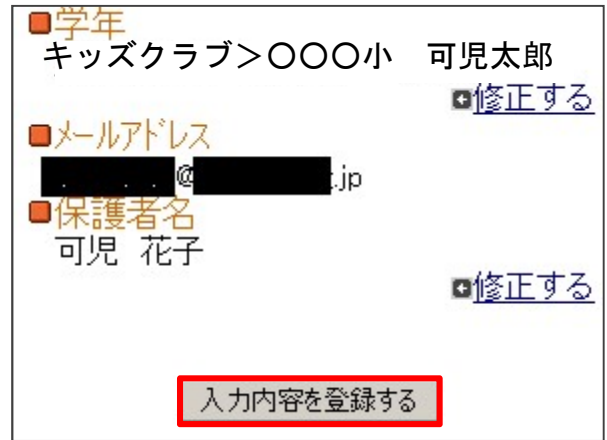 ■学年
キッズクラブ>〇〇〇小　可児太郎
修正する
■メールアドレス
@ .jp
■保護者名
可児　花子
修正する
入力内容を登録する